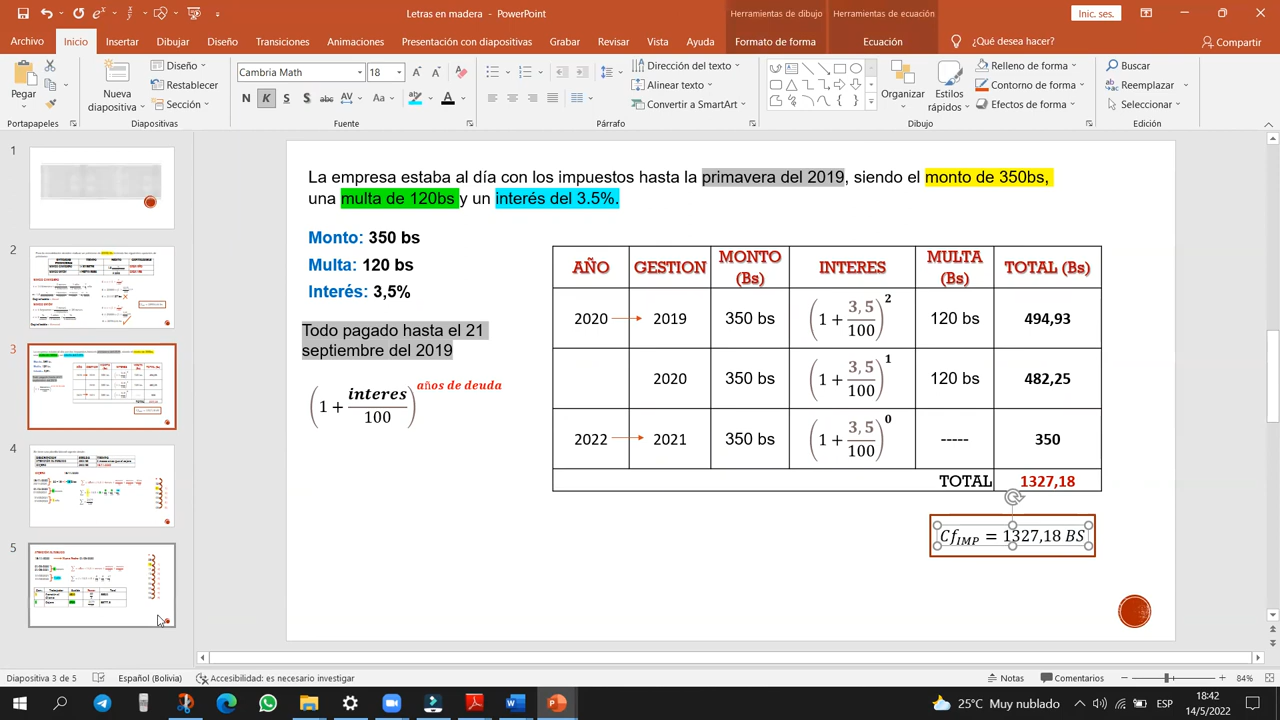 Letras en madera - PowerPoint
Herramientas de dibujo
Herramientas de ecuación
Inic. ses.
Archivo Inicio Insertar Dibujar Diseño Transiciones Animaciones Presentación con diapositivas Grabar Revisar Vista Ayuda Formato de forma Ecuación ¿Qué desea hacer? Compartir
Pegar
Nueva diapositiva
Diseño
Restablecer
Sección
Cambria Math 18
N K S S abc AV Aa
A
Dirección del texto
Alinear texto
Convertir a SmartArt
Organizar
Estilos rápidos
Relleno de forma
Contorno de forma
Efectos de forma
Buscar
Reemplazar
Seleccionar
Portapapeles Diapositivas Fuente Párrafo Dibujo Edición
1
2
3
4
5
La empresa estaba al día con los impuestos hasta la primavera del 2019, siendo el monto de 350bs,
una multa de 120bs y un interés del 3.5%.
Monto: 350 bs
Multa: 120 bs
Interés: 3,5%
Todo pagado hasta el 21
septiembre del 2019
(1 + interes/100)^años de deuda
AÑO GESTION MONTO (Bs) INTERES MULTA (Bs) TOTAL (Bs)
2020 2019 350 bs (1 + 3,5/100)^2 120 bs 494,93
2020 350 bs (1 + 3,5/100)^1 120 bs 482,25
2022 2021 350 bs (1 + 3,5/100)^0 ----- 350
TOTAL 1327,18
Cf_IMP = 1327,18 BS
Diapositiva 3 de 5 Español (Bolivia) Accesibilidad: es necesario investigar Notas Comentarios 84%
25°C Muy nublado ESP 18:42
14/5/2022